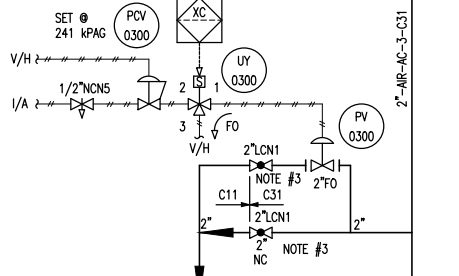 SET @
241 kPAG
PCV
0300
XC
V/H
UY
0300
1/2"NCN5
2
S
1
I/A
3
FO
V/H
PV
0300
2"LCN1
NOTE #3
2"FO
C11
C31
2"LCN1
2"
2"
2"
NC
NOTE #3
2"-AIR-AC-3-C31